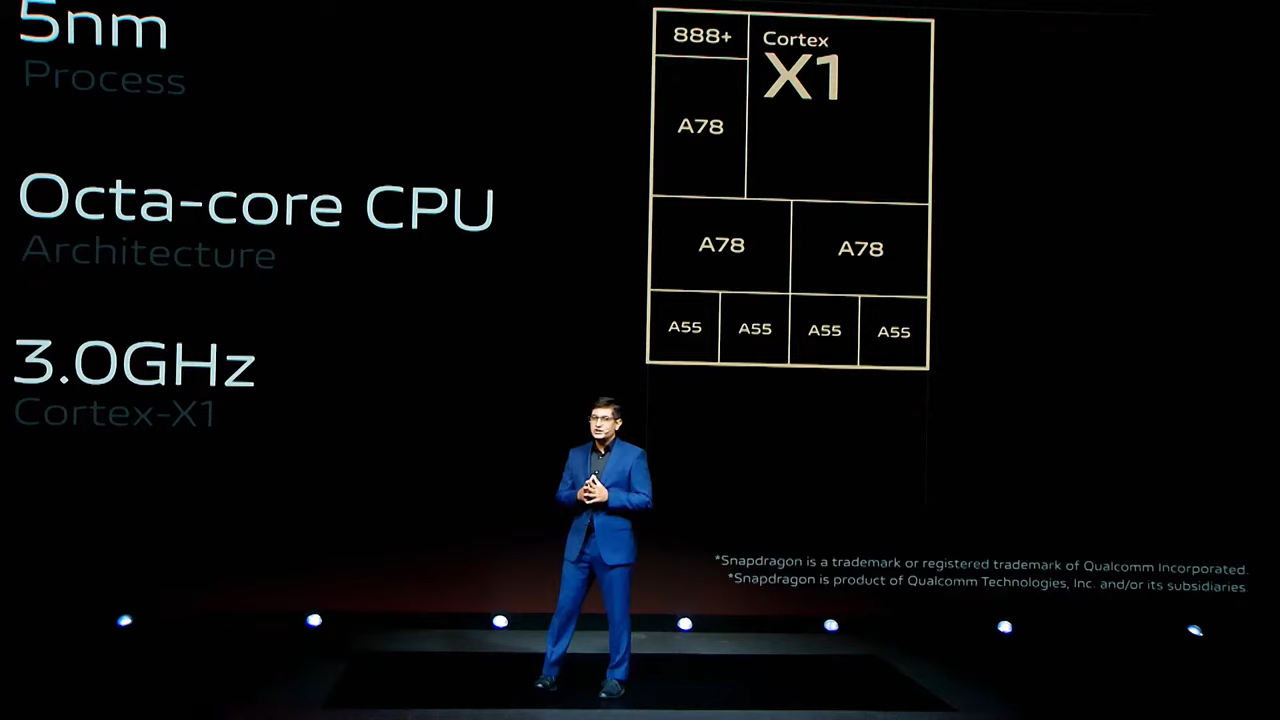 5nm
Process
Octa-core CPU
Architecture
3.0GHz
Cortex-X1
888+
Cortex
X1
A78
A78
A78
A55
A55
A55
A55
*Snapdragon is a trademark or registered trademark of Qualcomm Incorporated.
*Snapdragon is product of Qualcomm Technologies, Inc. and/or its subsidiaries.